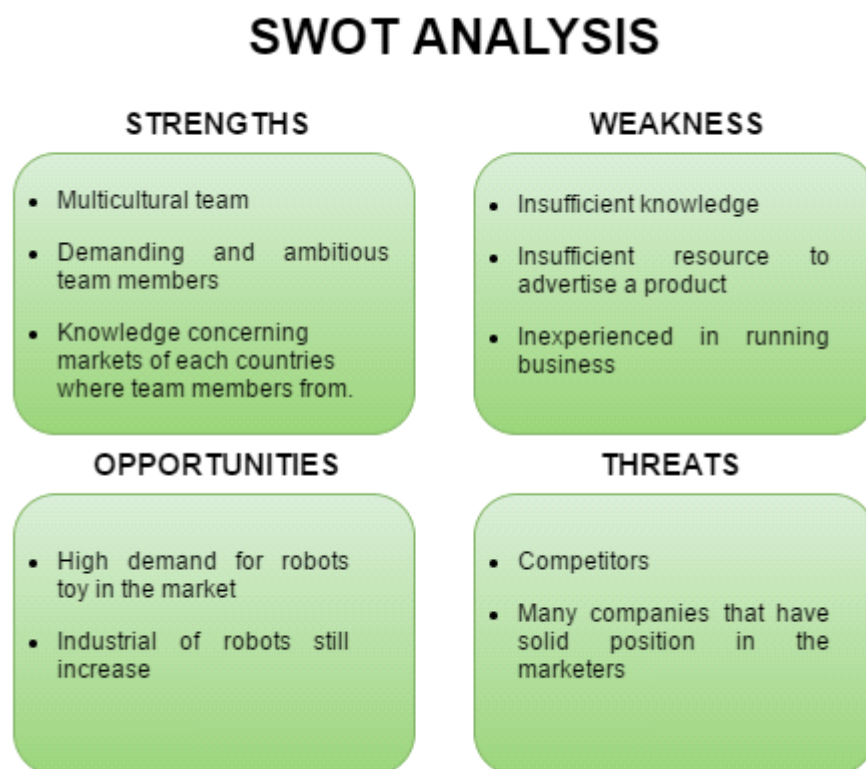 SWOT ANALYSIS
STRENGTHS
• Multicultural team
• Demanding and ambitious
team members
• Knowledge concerning
markets of each countries
where team members from.
WEAKNESS
• Insufficient knowledge
• Insufficient resource to
advertise a product
• Inexperienced in running
business
OPPORTUNITIES
• High demand for robots
toy in the market
• Industrial of robots still
increase
THREATS
• Competitors
• Many companies that have
solid position in the
marketers